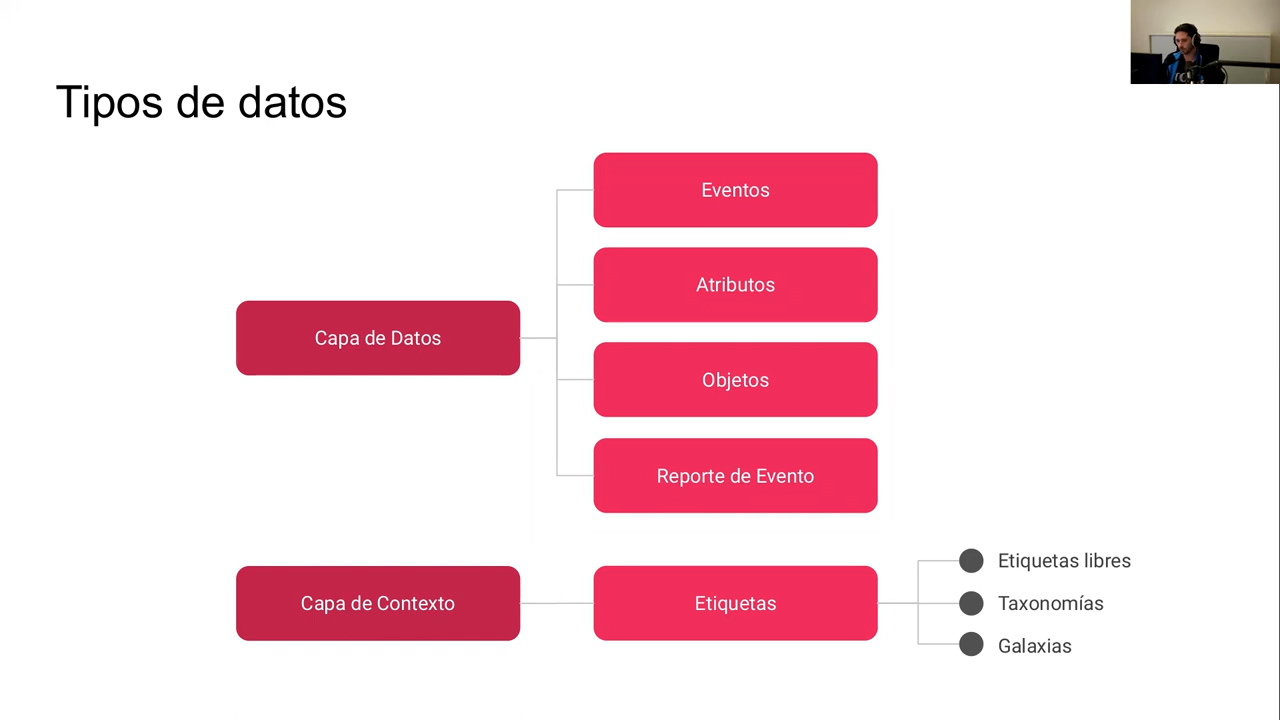 Tipos de datos
Eventos
Atributos
Capa de Datos
Objetos
Reporte de Evento
Capa de Contexto
Etiquetas
Etiquetas libres
Taxonomías
Galaxias